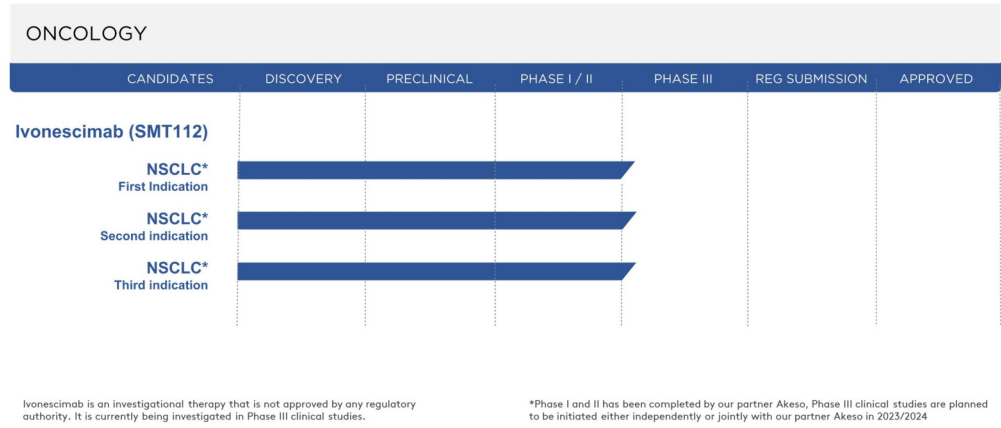 ONCOLOGY
CANDIDATES DISCOVERY PRECLINICAL PHASE I / II PHASE III REG SUBMISSION APPROVED
Ivonescimab (SMT112)
NSCLC*
First Indication
NSCLC*
Second indication
NSCLC*
Third indication
Ivonescimab is an investigational therapy that is not approved by any regulatory
authority. It is currently being investigated in Phase III clinical studies.
*Phase I and II has been completed by our partner Akeso, Phase III clinical studies are planned
to be initiated either independently or jointly with our partner Akeso in 2023/2024